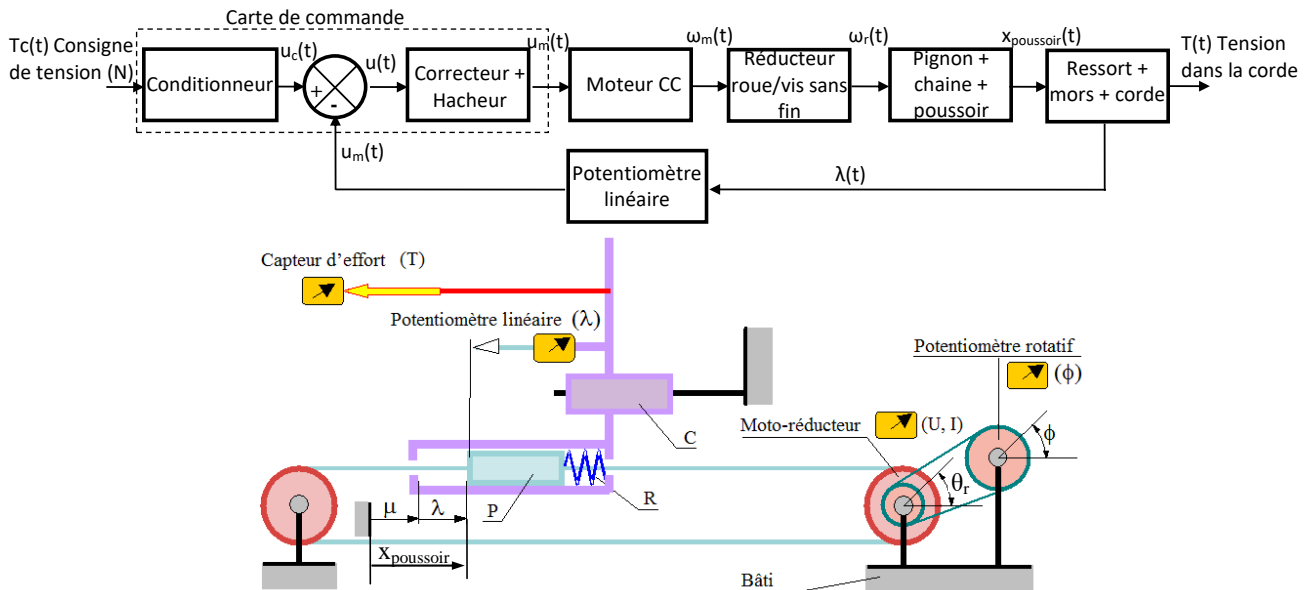 Carte de commande
Tc(t) Consigne
de tension (N)
Conditionneur
u_c(t)
+
-
u(t)
Correcteur +
Hacheur
u_m(t)
Moteur CC
ω_m(t)
Réducteur
roue/vis sans
fin
ω_r(t)
Pignon +
chaine +
poussoir
x_poussoir(t)
Ressort +
mors + corde
T(t) Tension
dans la corde
u_m(t)
Potentiomètre
linéaire
λ(t)
Capteur d'effort (T)
Potentiomètre linéaire (λ)
Potentiomètre rotatif
(ϕ)
Moto-réducteur
(U, I)
C
ϕ
θ_r
R
P
μ
λ
x_poussoir
Bâti